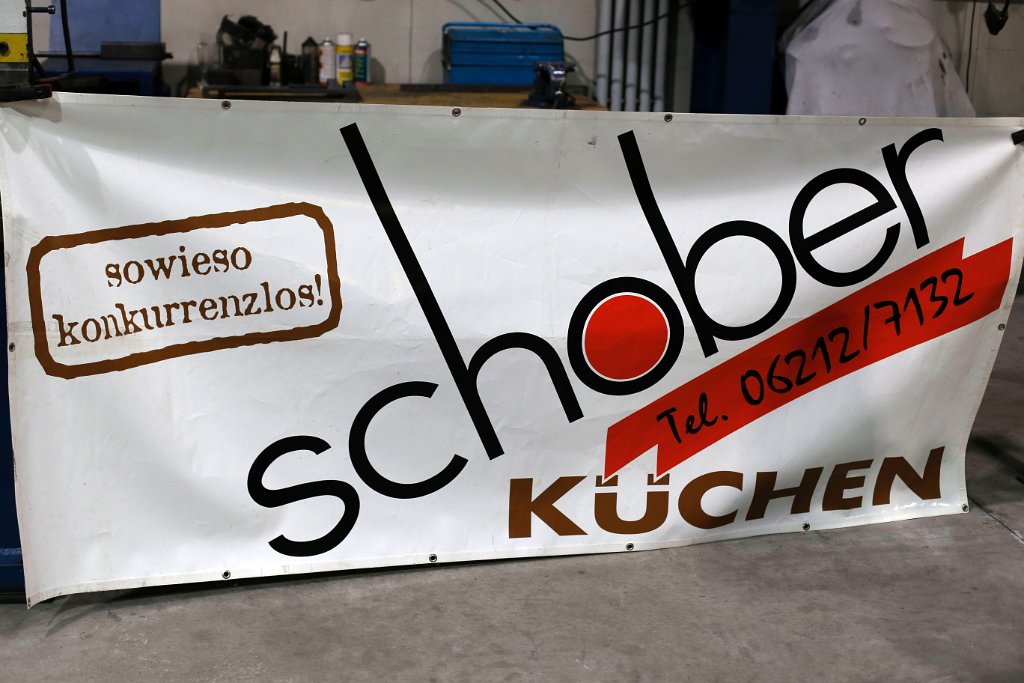 sowieso
konkurrenzlos!
schober
Tel. 06212/7132
KÜCHEN